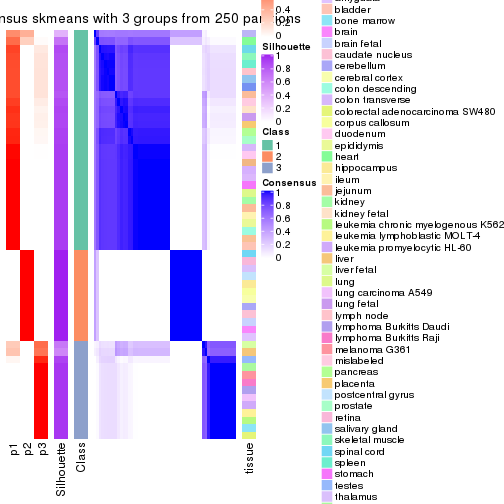 nsus skmeans with 3 groups from 250 par
0.4
0.2
0
Silhouette
1
0.8
0.6
0.4
0.2
0
Class
1
2
3
Consensus
1
0.8
0.6
0.4
0.2
0
bladder
bone marrow
brain
brain fetal
caudate nucleus
cerebellum
cerebral cortex
colon descending
colon transverse
colorectal adenocarcinoma SW480
corpus callosum
duodenum
epididymis
heart
hippocampus
ileum
jejunum
kidney
kidney fetal
leukemia chronic myelogenous K562
leukemia lymphoblastic MOLT-4
leukemia promyelocytic HL-60
liver
liver fetal
lung
lung carcinoma A549
lung fetal
lymph node
lymphoma Burkitts Daudi
lymphoma Burkitts Raji
melanoma G361
mislabeled
pancreas
placenta
postcentral gyrus
prostate
retina
salivary gland
skeletal muscle
spinal cord
spleen
stomach
testes
thalamus
p1
p2
p3
Silhouette
Class
tissue